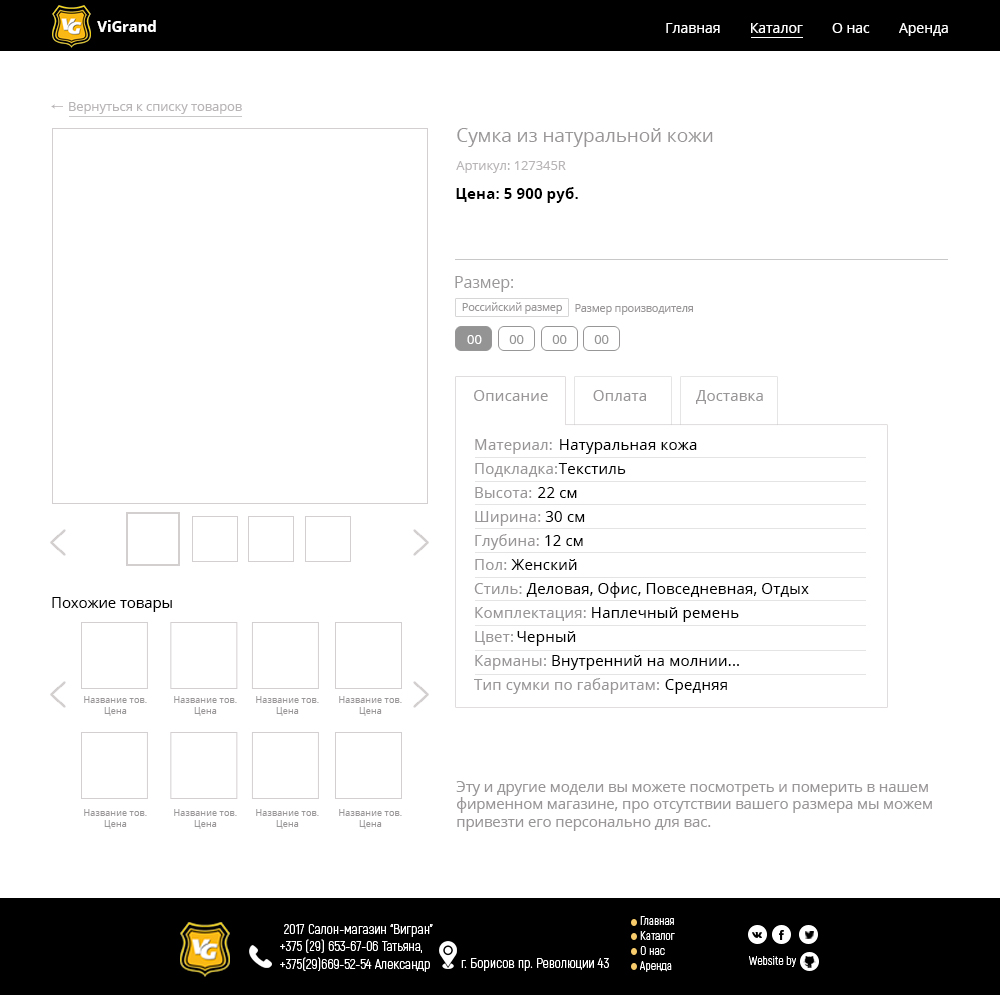 VG ViGrand
Главная Каталог О нас Аренда
← Вернуться к списку товаров
Сумка из натуральной кожи
Артикул: 127345R
Цена: 5 900 руб.
Размер:
Российский размер Размер производителя
00 00 00 00
Описание Оплата Доставка
Материал: Натуральная кожа
Подкладка:Текстиль
Высота: 22 см
Ширина: 30 см
Глубина: 12 см
Пол: Женский
Стиль: Деловая, Офис, Повседневная, Отдых
Комплектация: Наплечный ремень
Цвет: Черный
Карманы: Внутренний на молнии...
Тип сумки по габаритам: Средняя
Похожие товары
Название тов. Название тов. Название тов. Название тов.
Цена Цена Цена Цена
Название тов. Название тов. Название тов. Название тов.
Цена Цена Цена Цена
Эту и другие модели вы можете посмотреть и померить в нашем
фирменном магазине, про отсутствии вашего размера мы можем
привезти его персонально для вас.
VG
2017 Салон-магазин "Вигран"
+375 (29) 653-67-06 Татьяна,
+375(29)669-52-54 Александр
г. Борисов пр. Революции 43
Главная
Каталог
О нас
Аренда
Website by